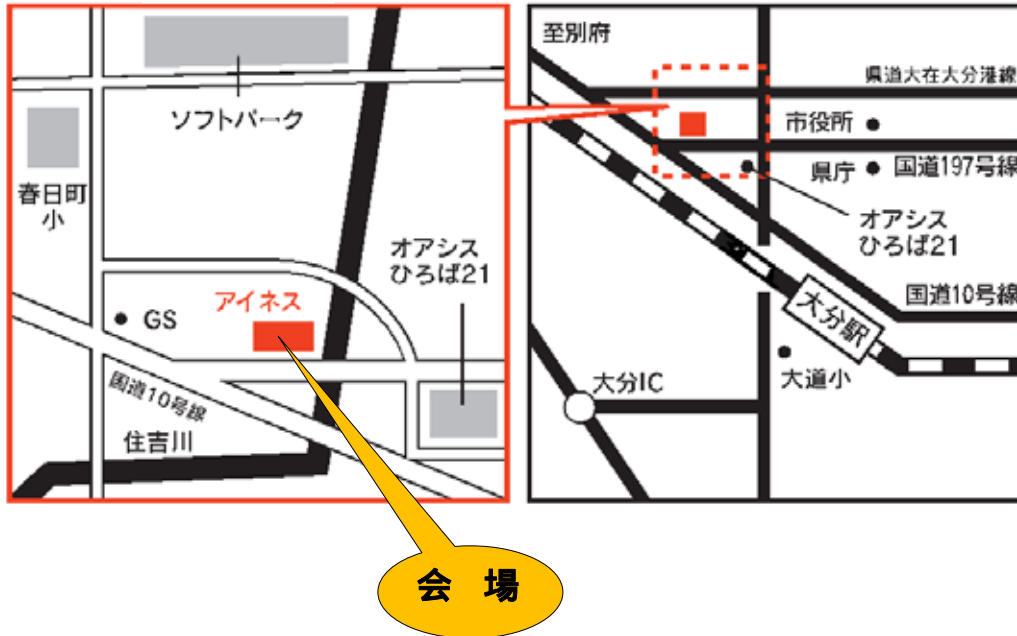 ソフトパーク
春日町
小
オアシス
ひろば21
アイネス
GS
国道10号線
住吉川
会 場
至別府
県道大在大分港線
市役所
県庁
国道197号線
オアシス
ひろば21
国道10号線
大分駅
大道小
大分IC